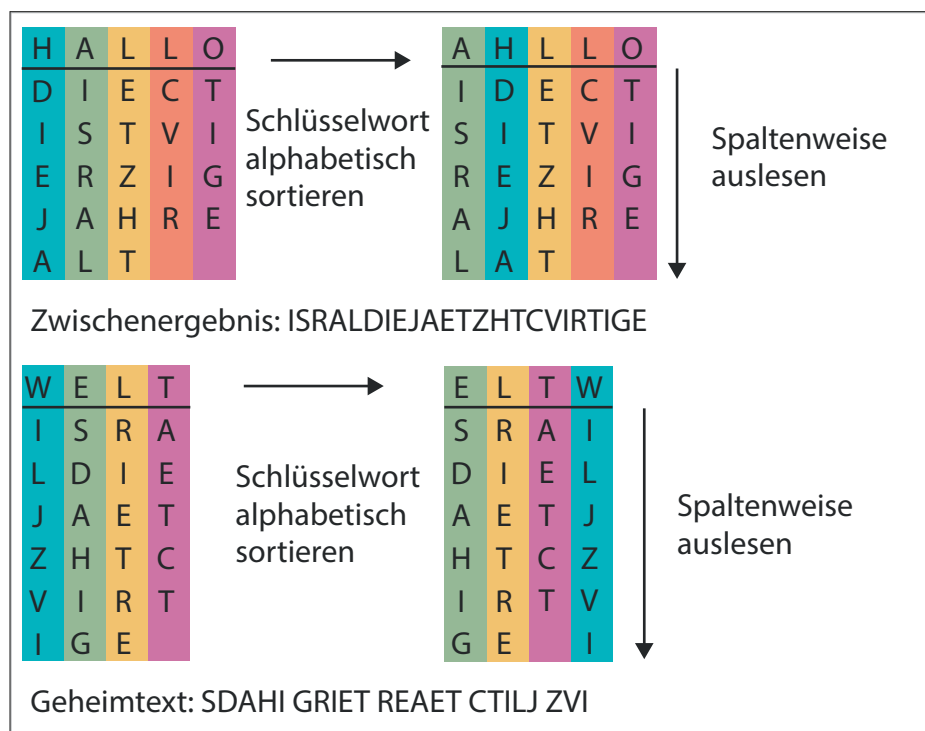 H A L L O
D I E C T
I S T V I
E R Z I G
J A H R E
A L T
Schlüsselwort
alphabetisch
sortieren
A H L L O
I D E C T
S I T V I
R E Z I G
A J H R E
L A T
Spaltenweise
auslesen
Zwischenergebnis: ISRALDIEJAETZHTCVIRTIGE
W E L T
I S R A
L D I E
J A E T
Z H T C
V I R T
I G E
Schlüsselwort
alphabetisch
sortieren
E L T W
S R A I
D I E L
A E T J
H T C Z
I R T V
G E I
Spaltenweise
auslesen
Geheimtext: SDAHI GRIET REAET CTILJ ZVI